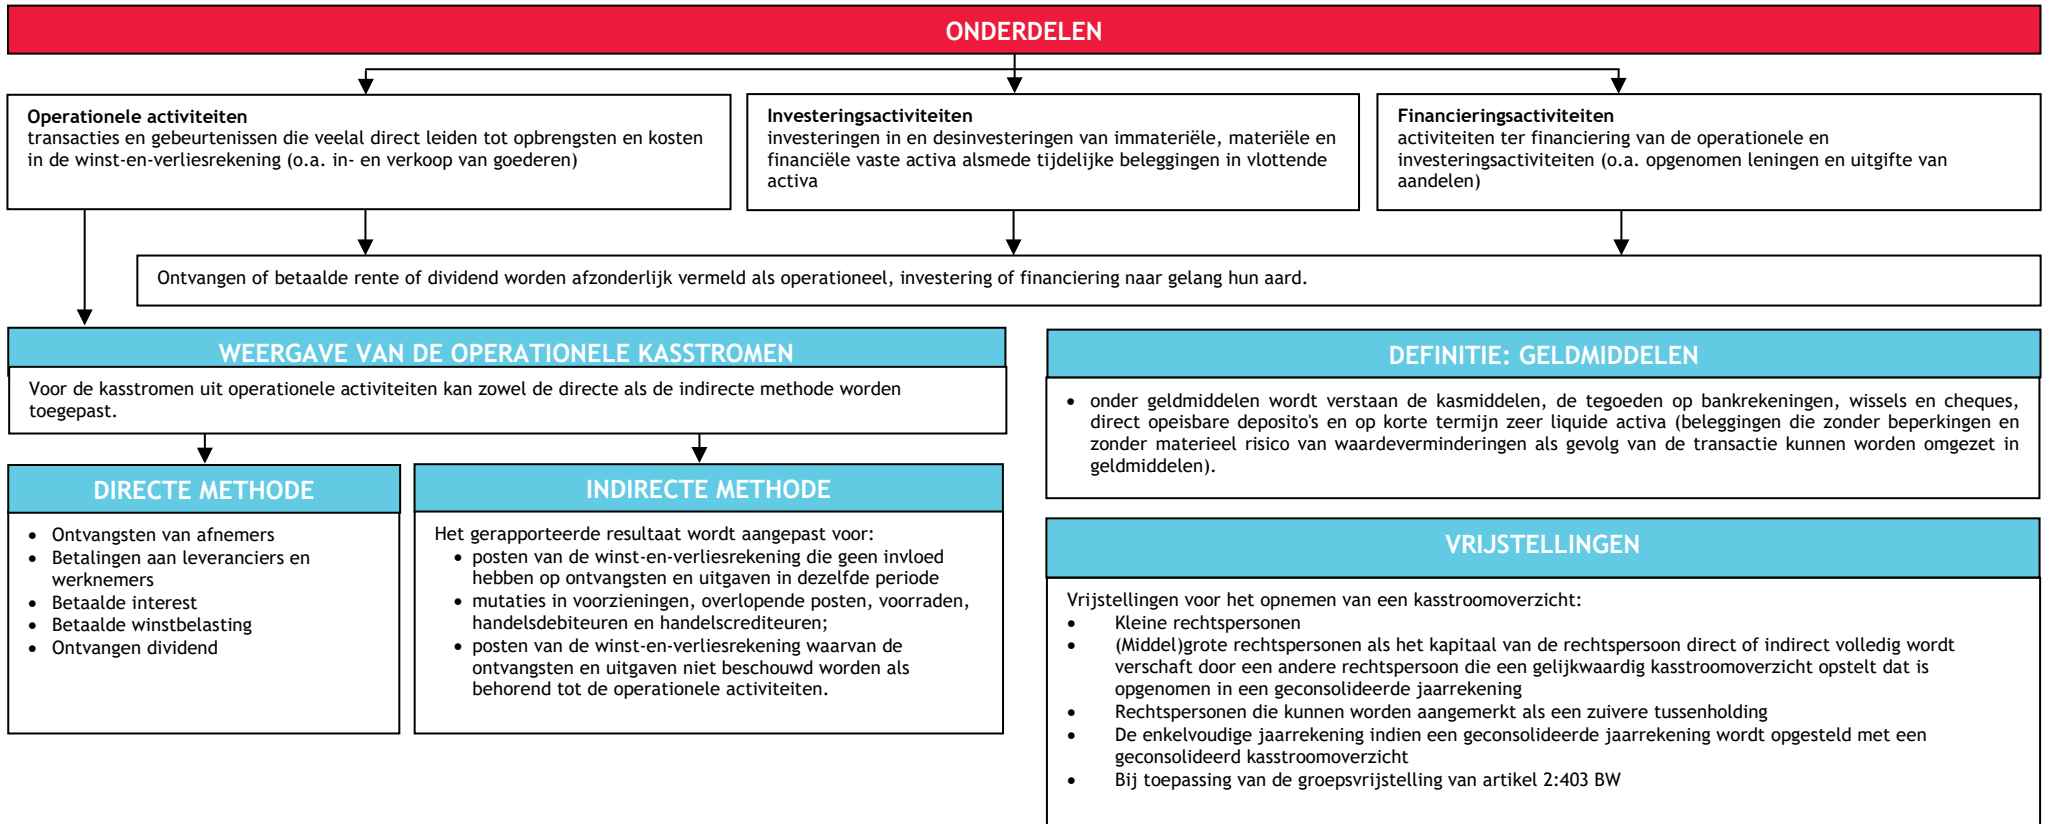 ONDERDELEN
Operationele activiteiten
transacties en gebeurtenissen die veelal direct leiden tot opbrengsten en kosten
in de winst-en-verliesrekening (o.a. in- en verkoop van goederen)
Investeringsactiviteiten
investeringen in en desinvesteringen van immateriële, materiële en
financiële vaste activa alsmede tijdelijke beleggingen in vlottende
activa
Financieringsactiviteiten
activiteiten ter financiering van de operationele en
investeringsactiviteiten (o.a. opgenomen leningen en uitgifte van
aandelen)
Ontvangen of betaalde rente of dividend worden afzonderlijk vermeld als operationeel, investering of financiering naar gelang hun aard.
WEERGAVE VAN DE OPERATIONELE KASSTROMEN
Voor de kasstromen uit operationele activiteiten kan zowel de directe als de indirecte methode worden
toegepast.
DIRECTE METHODE
• Ontvangsten van afnemers
• Betalingen aan leveranciers en
werknemers
• Betaalde interest
• Betaalde winstbelasting
• Ontvangen dividend
INDIRECTE METHODE
Het gerapporteerde resultaat wordt aangepast voor:
• posten van de winst-en-verliesrekening die geen invloed
hebben op ontvangsten en uitgaven in dezelfde periode
• mutaties in voorzieningen, overlopende posten, voorraden,
handelsdebiteuren en handelscrediteuren;
• posten van de winst-en-verliesrekening waarvan de
ontvangsten en uitgaven niet beschouwd worden als
behorend tot de operationele activiteiten.
DEFINITIE: GELDMIDDELEN
• onder geldmiddelen wordt verstaan de kasmiddelen, de tegoeden op bankrekeningen, wissels en cheques,
direct opeisbare deposito's en op korte termijn zeer liquide activa (beleggingen die zonder beperkingen en
zonder materieel risico van waardeverminderingen als gevolg van de transactie kunnen worden omgezet in
geldmiddelen).
VRIJSTELLINGEN
Vrijstellingen voor het opnemen van een kasstroomoverzicht:
• Kleine rechtspersonen
• (Middel)grote rechtspersonen als het kapitaal van de rechtspersoon direct of indirect volledig wordt
verschaft door een andere rechtspersoon die een gelijkwaardig kasstroomoverzicht opstelt dat is
opgenomen in een geconsolideerde jaarrekening
• Rechtspersonen die kunnen worden aangemerkt als een zuivere tussenholding
• De enkelvoudige jaarrekening indien een geconsolideerde jaarrekening wordt opgesteld met een
geconsolideerd kasstroomoverzicht
• Bij toepassing van de groepsvrijstelling van artikel 2:403 BW